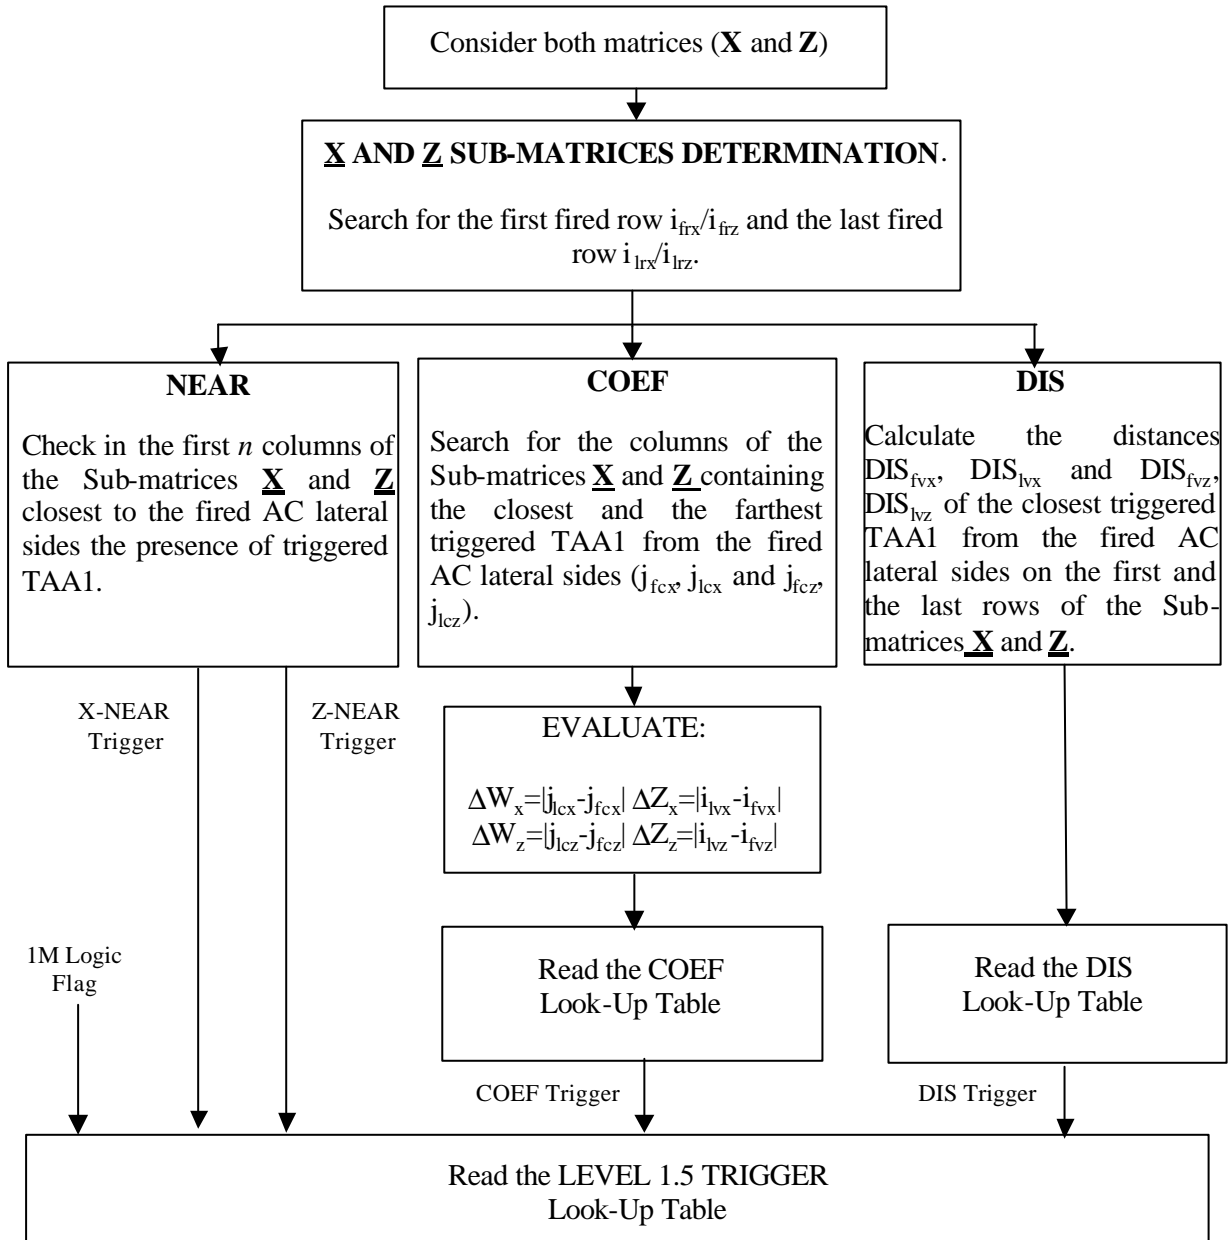 Consider both matrices (X and Z)
X AND Z SUB-MATRICES DETERMINATION.
Search for the first fired row i_frx/i_frz and the last fired
row i_lrx/i_lrz.
NEAR
Check in the first n columns of
the Sub-matrices X and Z
closest to the fired AC lateral
sides the presence of triggered
TAA1.
COEF
Search for the columns of the
Sub-matrices X and Z containing
the closest and the farthest
triggered TAA1 from the fired
AC lateral sides (j_fcx, j_lcx and j_fcz,
j_lcz).
DIS
Calculate the distances
DIS_fvx, DIS_lvx and DIS_fvz,
DIS_lvz of the closest triggered
TAA1 from the fired AC
lateral sides on the first and
the last rows of the Sub-
matrices X and Z.
X-NEAR
Trigger
Z-NEAR
Trigger
EVALUATE:
ΔW_x=|j_lcx-j_fcx| ΔZ_x=|i_lvx-i_fvx|
ΔW_z=|j_lcz-j_fcz| ΔZ_z=|i_lvz-i_fvz|
1M Logic
Flag
Read the COEF
Look-Up Table
Read the DIS
Look-Up Table
COEF Trigger
DIS Trigger
Read the LEVEL 1.5 TRIGGER
Look-Up Table